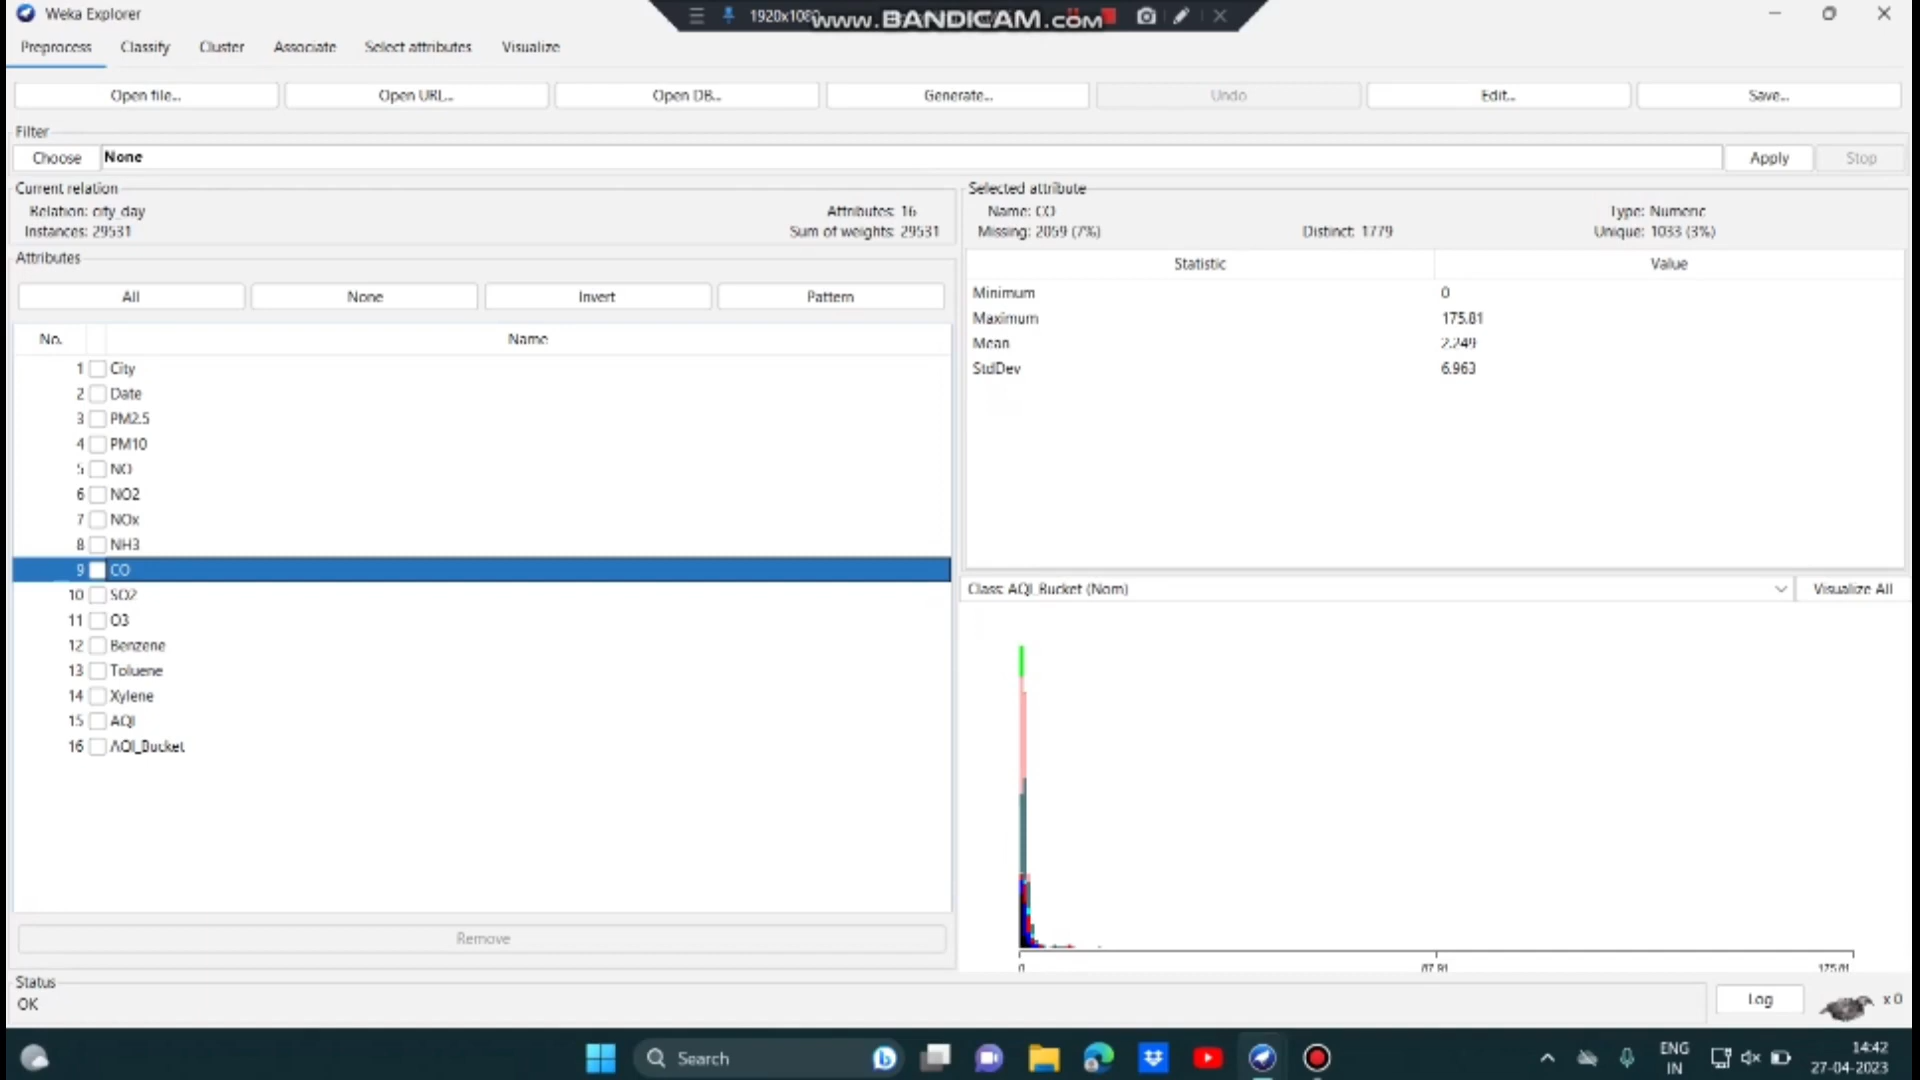 Weka Explorer
1920x1080
www.BANDICAM.com
Preprocess Classify Cluster Associate Select attributes Visualize
Open file... Open URL... Open DB... Generate... Undo Edit... Save...
Filter
Choose None Apply Stop
Current relation
Relation: city_day Attributes: 16
Instances: 29531 Sum of weights: 29531
Selected attribute
Name: CO Type: Numeric
Missing: 2059 (7%) Distinct: 1779 Unique: 1033 (3%)
Attributes
All None Invert Pattern
No. Name
1 City
2 Date
3 PM2.5
4 PM10
5 NO
6 NO2
7 NOx
8 NH3
9 CO
10 SO2
11 O3
12 Benzene
13 Toluene
14 Xylene
15 AQI
16 AQI_Bucket
Remove
Statistic Value
Minimum 0
Maximum 175.81
Mean 2.249
StdDev 6.963
Class: AQI_Bucket (Nom) Visualize All
0 87.91 175.81
Status
OK
Log x 0
Search
ENG
IN
14:42
27-04-2023